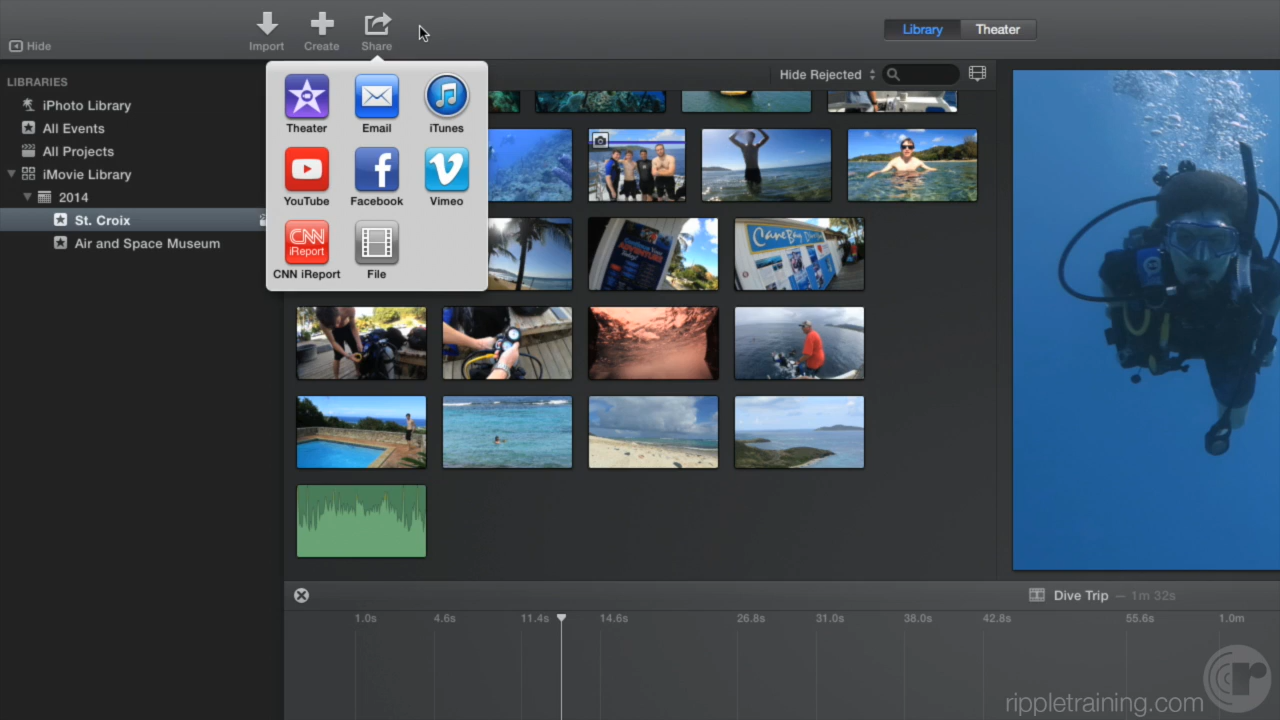 Import
Create
Share
Library
Theater
Hide
LIBRARIES
iPhoto Library
All Events
All Projects
iMovie Library
2014
St. Croix
Air and Space Museum
Theater
Email
iTunes
YouTube
Facebook
Vimeo
CNN
iReport
CNN iReport
File
Hide Rejected
Cane Bay
ADVENTURE
Dive Trip — 1m 32s
1.0s
4.6s
11.4s
14.6s
26.8s
31.0s
38.0s
42.8s
55.6s
1.0m
rippletraining.com